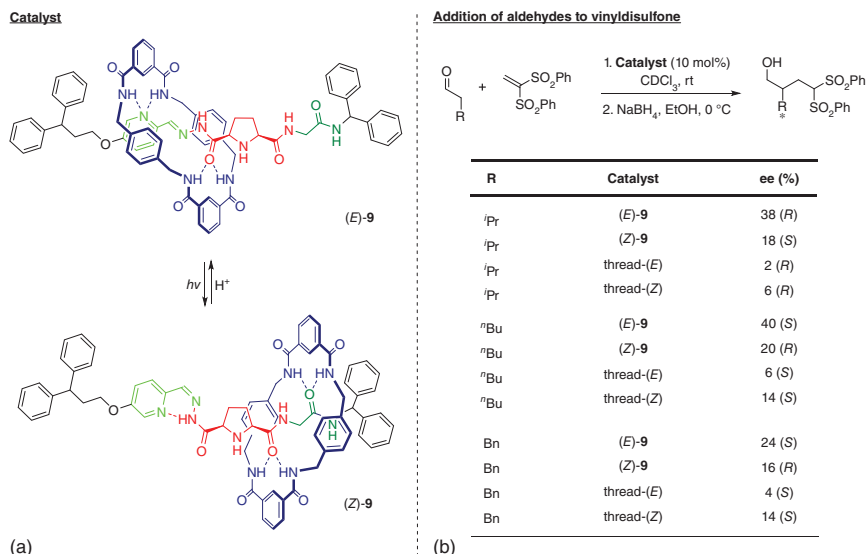 Catalyst
O
O
NH
HN
N
N
HN
O
H
N
O
N
H
O
N
H
O
NH
HN
O
O
(E)-9
hν
H⁺
O
O
NH
HN
O
N
N
HN
O
N
H
O
H
N
O
NH
NH
HN
O
O
(Z)-9
(a)
Addition of aldehydes to vinyldisulfone
O
R
+
SO₂Ph
SO₂Ph
1. Catalyst (10 mol%)
CDCl₃, rt
2. NaBH₄, EtOH, 0 °C
OH
R
*
SO₂Ph
SO₂Ph
R Catalyst ee (%)
ⁱPr (E)-9 38 (R)
ⁱPr (Z)-9 18 (S)
ⁱPr thread-(E) 2 (R)
ⁱPr thread-(Z) 6 (R)
ⁿBu (E)-9 40 (S)
ⁿBu (Z)-9 20 (R)
ⁿBu thread-(E) 6 (S)
ⁿBu thread-(Z) 14 (S)
Bn (E)-9 24 (S)
Bn (Z)-9 16 (R)
Bn thread-(E) 4 (S)
Bn thread-(Z) 14 (S)
(b)